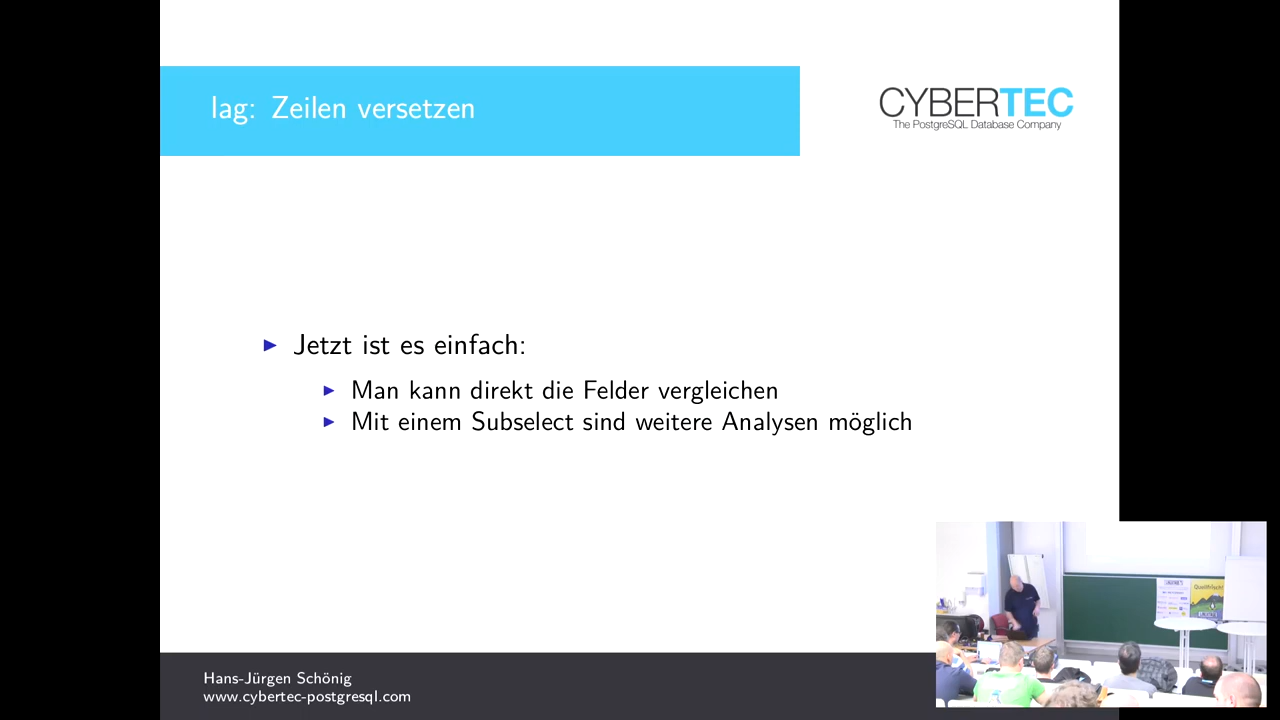 lag: Zeilen versetzen
CYBERTEC
The PostgreSQL Database Company
Jetzt ist es einfach:
Man kann direkt die Felder vergleichen
Mit einem Subselect sind weitere Analysen möglich
Hans-Jürgen Schönig
www.cybertec-postgresql.com